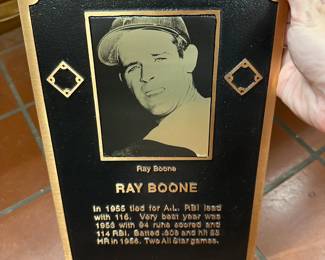 Ray Boone
RAY BOONE
In 1955 tied for A.L. RBI lead
with 116. Very best year was
1953 with 94 runs scored and
114 RBI. Batted .308 and hit 25
HR in 1956. Two All Star games.